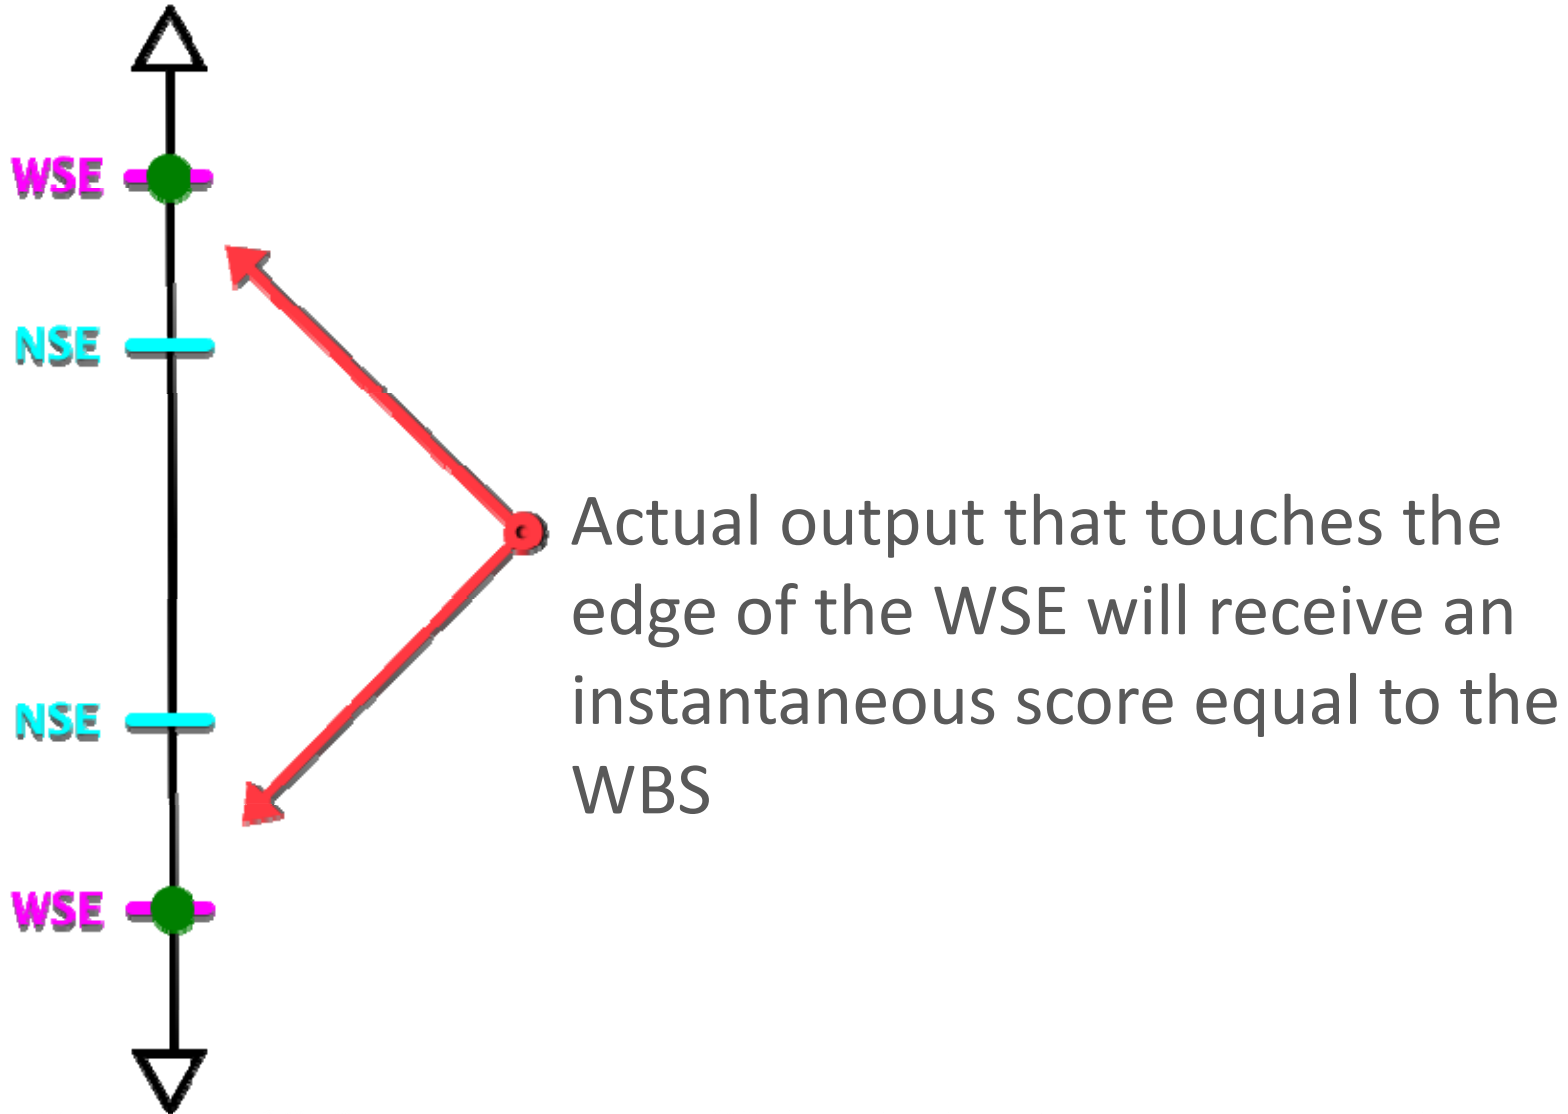 WSE
NSE
Actual output that touches the
edge of the WSE will receive an
instantaneous score equal to the
WBS
NSE
WSE